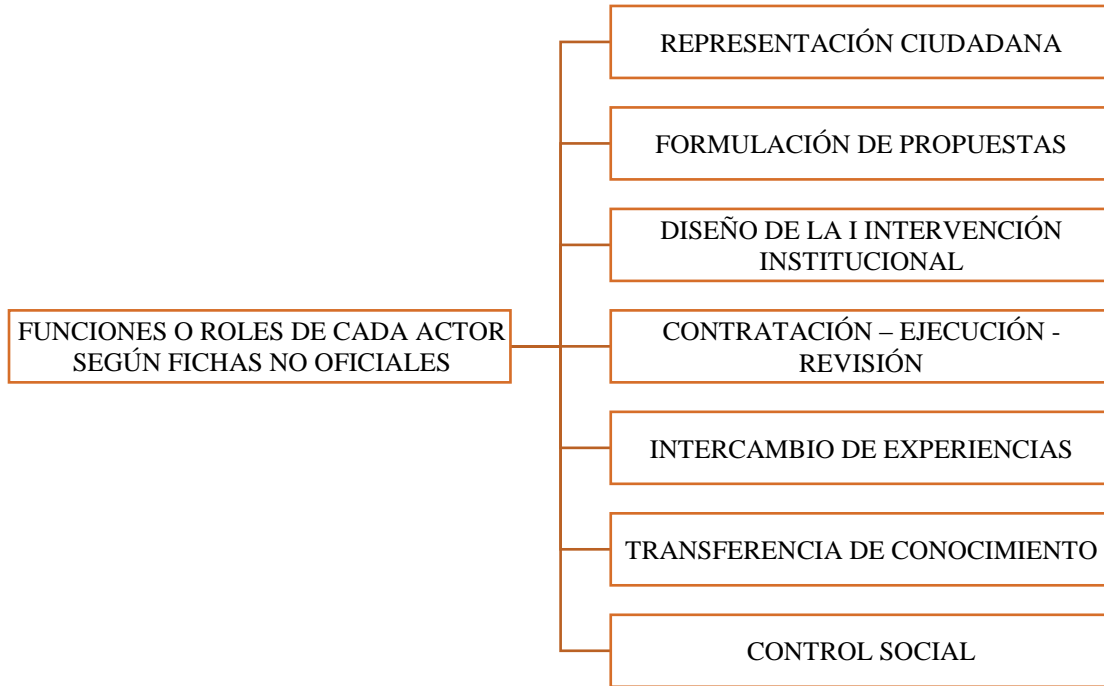 REPRESENTACIÓN CIUDADANA
FORMULACIÓN DE PROPUESTAS
DISEÑO DE LA I INTERVENCIÓN
INSTITUCIONAL
FUNCIONES O ROLES DE CADA ACTOR
SEGÚN FICHAS NO OFICIALES
CONTRATACIÓN – EJECUCIÓN -
REVISIÓN
INTERCAMBIO DE EXPERIENCIAS
TRANSFERENCIA DE CONOCIMIENTO
CONTROL SOCIAL